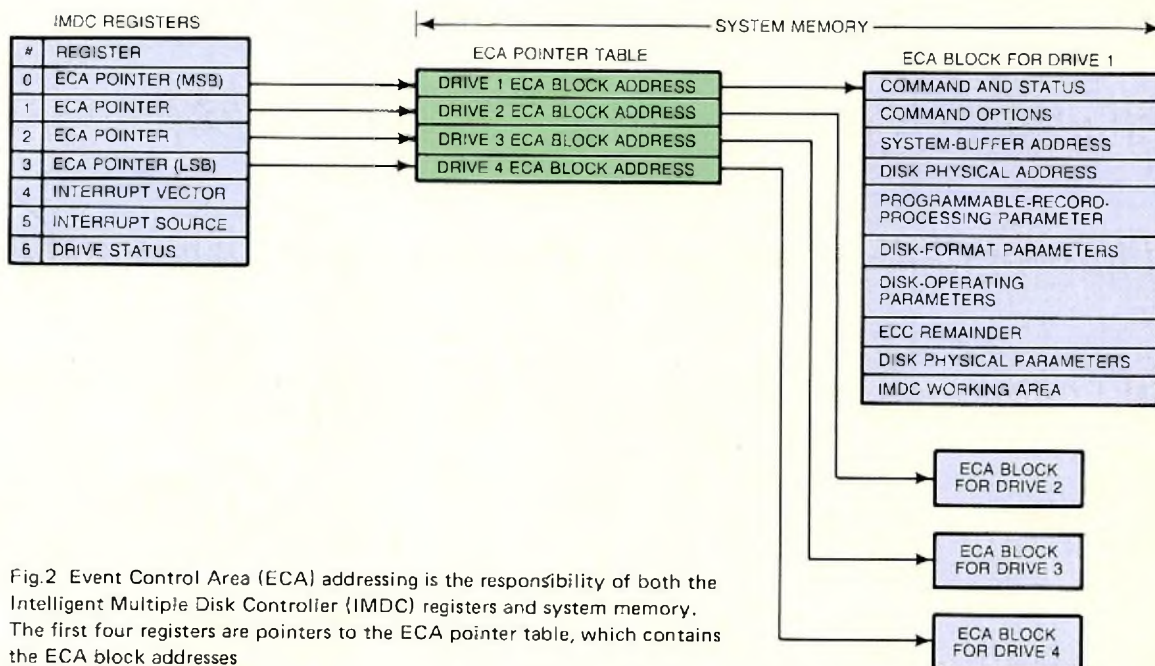 IMDC REGISTERS
# REGISTER
0 ECA POINTER (MSB)
1 ECA POINTER
2 ECA POINTER
3 ECA POINTER (LSB)
4 INTERRUPT VECTOR
5 INTERRUPT SOURCE
6 DRIVE STATUS
SYSTEM MEMORY
ECA POINTER TABLE
DRIVE 1 ECA BLOCK ADDRESS
DRIVE 2 ECA BLOCK ADDRESS
DRIVE 3 ECA BLOCK ADDRESS
DRIVE 4 ECA BLOCK ADDRESS
ECA BLOCK FOR DRIVE 1
COMMAND AND STATUS
COMMAND OPTIONS
SYSTEM-BUFFER ADDRESS
DISK PHYSICAL ADDRESS
PROGRAMMABLE-RECORD-
PROCESSING PARAMETER
DISK-FORMAT PARAMETERS
DISK-OPERATING
PARAMETERS
ECC REMAINDER
DISK PHYSICAL PARAMETERS
IMDC WORKING AREA
ECA BLOCK
FOR DRIVE 2
ECA BLOCK
FOR DRIVE 3
ECA BLOCK
FOR DRIVE 4
Fig.2 Event Control Area (ECA) addressing is the responsibility of both the
Intelligent Multiple Disk Controller (IMDC) registers and system memory.
The first four registers are pointers to the ECA pointer table, which contains
the ECA block addresses